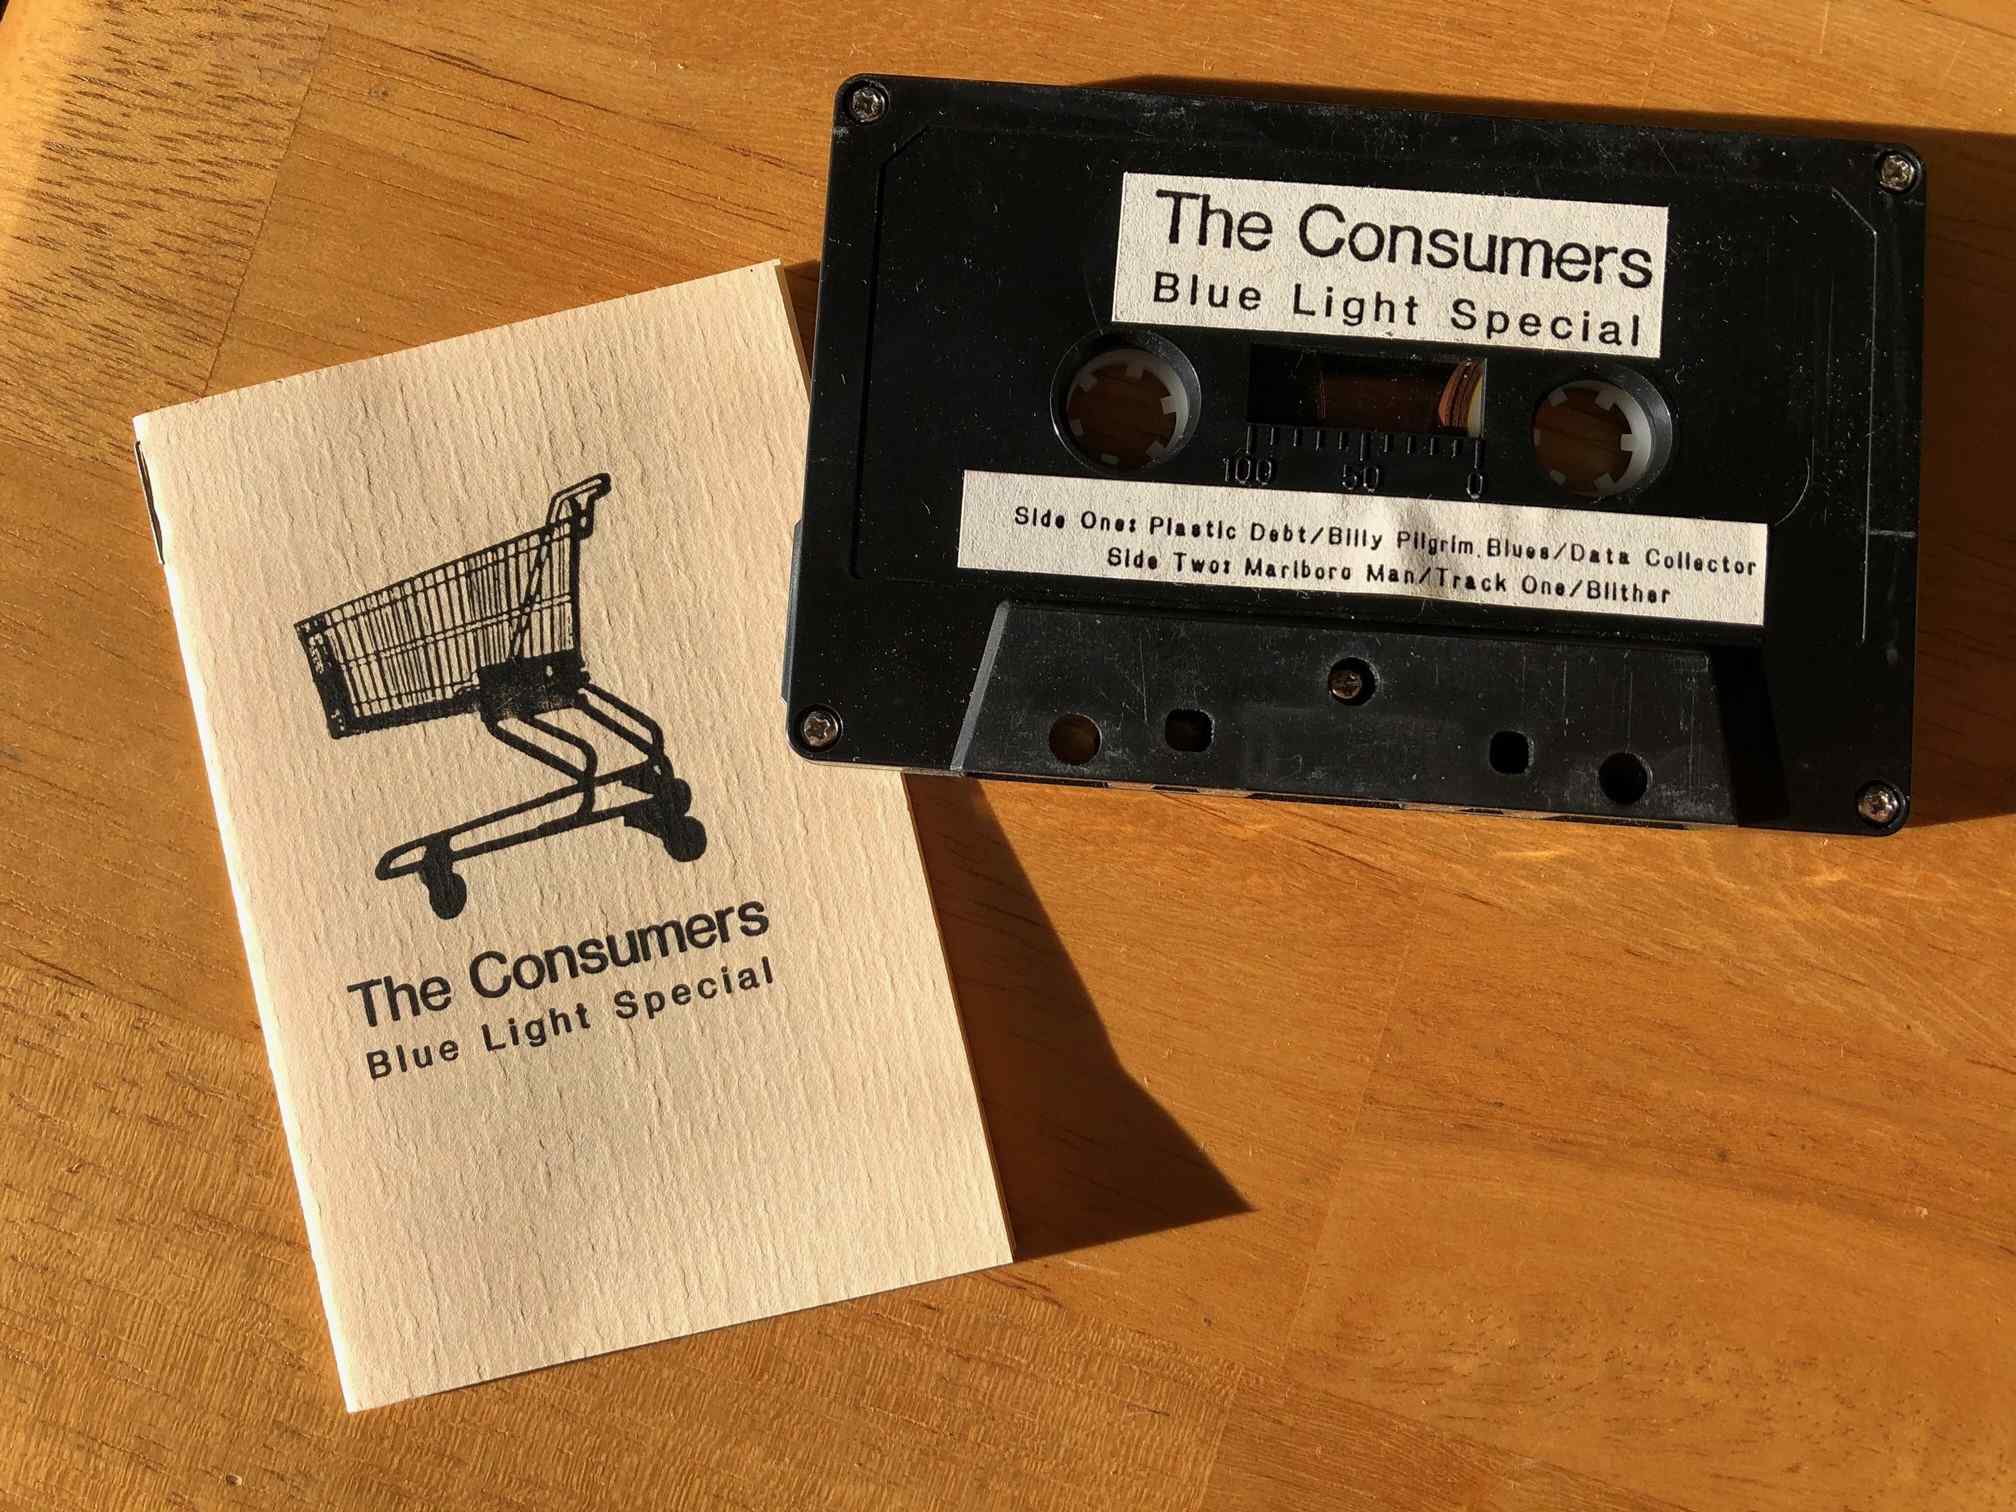 The Consumers
Blue Light Special
100 50 0
Side One: Plastic Debt/Billy Pilgrim Blues/Data Collector
Side Two: Marlboro Man/Track One/Blither
The Consumers
Blue Light Special